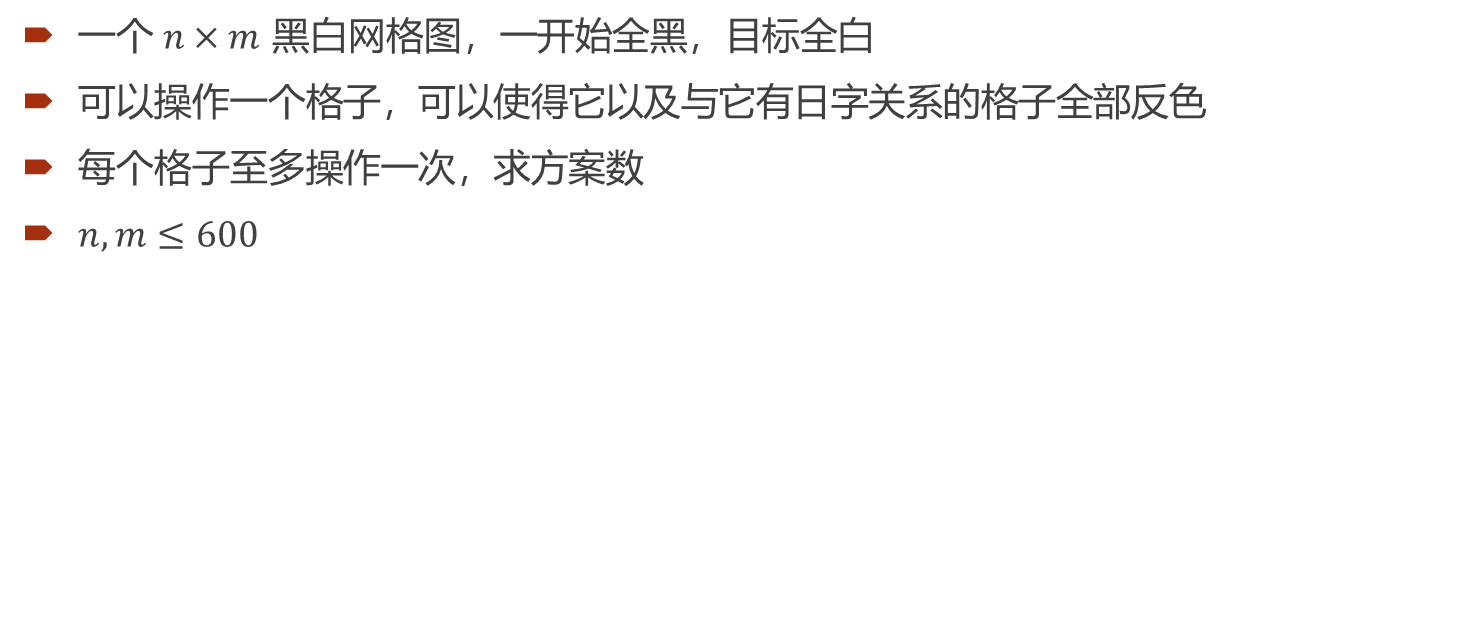 一个 n × m 黑白网格图，一开始全黑，目标全白
可以操作一个格子，可以使得它以及与它有日字关系的格子全部反色
每个格子至多操作一次，求方案数
n, m ≤ 600